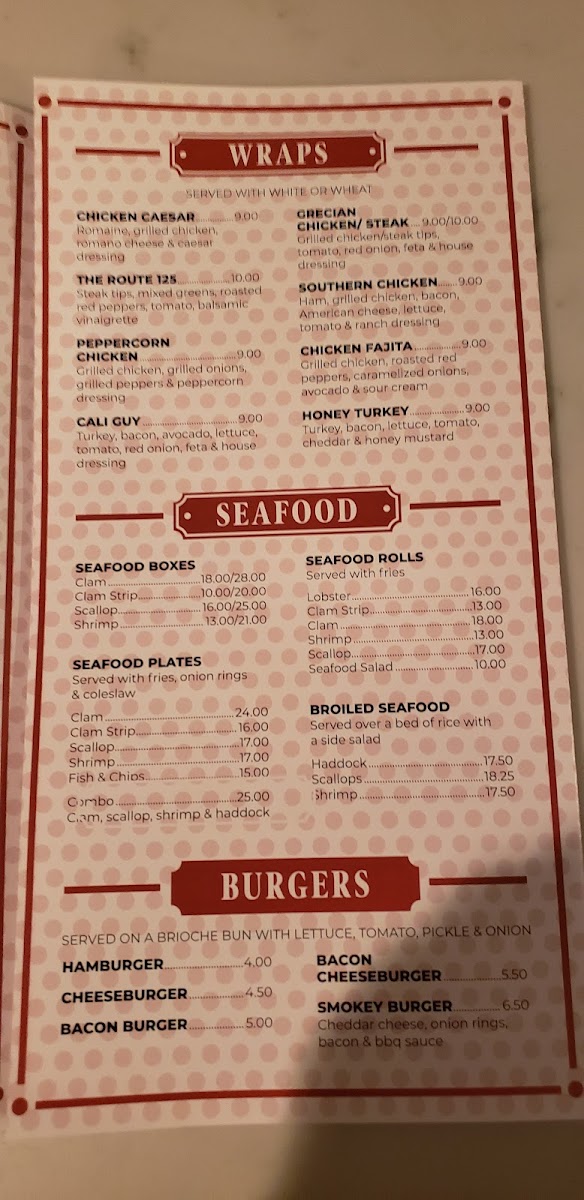 WRAPS
SERVED WITH WHITE OR WHEAT
CHICKEN CAESAR 9.00
Romaine, grilled chicken,
romano cheese & caesar
dressing
THE ROUTE 125 10.00
Steak tips, mixed greens, roasted
red peppers, tomato, balsamic
vinaigrette
PEPPERCORN
CHICKEN 9.00
Grilled chicken, grilled onions,
grilled peppers & peppercorn
dressing
CALI GUY 9.00
Turkey, bacon, avocado, lettuce,
tomato, red onion, feta & house
dressing
GRECIAN
CHICKEN/ STEAK 9.00/10.00
Grilled chicken/steak tips,
tomato, red onion, feta & house
dressing
SOUTHERN CHICKEN 9.00
Ham, grilled chicken, bacon,
American cheese, lettuce,
tomato & ranch dressing
CHICKEN FAJITA 9.00
Grilled chicken, roasted red
peppers, caramelized onions,
avocado & sour cream
HONEY TURKEY 9.00
Turkey, bacon, lettuce, tomato,
cheddar & honey mustard
SEAFOOD
SEAFOOD BOXES
Clam 18.00/28.00
Clam Strip 10.00/20.00
Scallop 16.00/25.00
Shrimp 13.00/21.00
SEAFOOD PLATES
Served with fries, onion rings
& coleslaw
Clam 24.00
Clam Strip 16.00
Scallop 17.00
Shrimp 17.00
Fish & Chips 15.00
Combo 25.00
Clam, scallop, shrimp & haddock
SEAFOOD ROLLS
Served with fries
Lobster 16.00
Clam Strip 13.00
Clam 18.00
Shrimp 13.00
Scallop 17.00
Seafood Salad 10.00
BROILED SEAFOOD
Served over a bed of rice with
a side salad
Haddock 17.50
Scallops 18.25
Shrimp 17.50
BURGERS
SERVED ON A BRIOCHE BUN WITH LETTUCE, TOMATO, PICKLE & ONION
HAMBURGER 4.00
CHEESEBURGER 4.50
BACON BURGER 5.00
BACON
CHEESEBURGER 5.50
SMOKEY BURGER 6.50
Cheddar cheese, onion rings,
bacon & bbq sauce